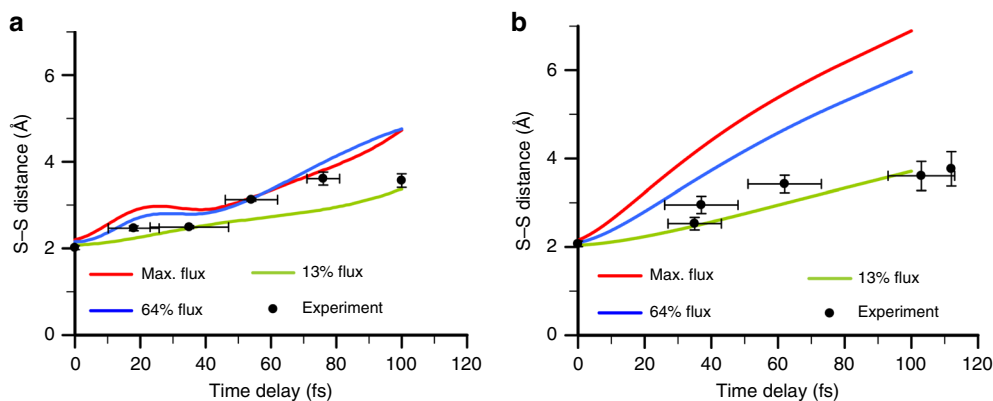 a
S–S distance (Å)
6
4
2
0
Max. flux
13% flux
64% flux
Experiment
0 20 40 60 80 100 120
Time delay (fs)
b
S–S distance (Å)
6
4
2
0
Max. flux
13% flux
64% flux
Experiment
0 20 40 60 80 100 120
Time delay (fs)